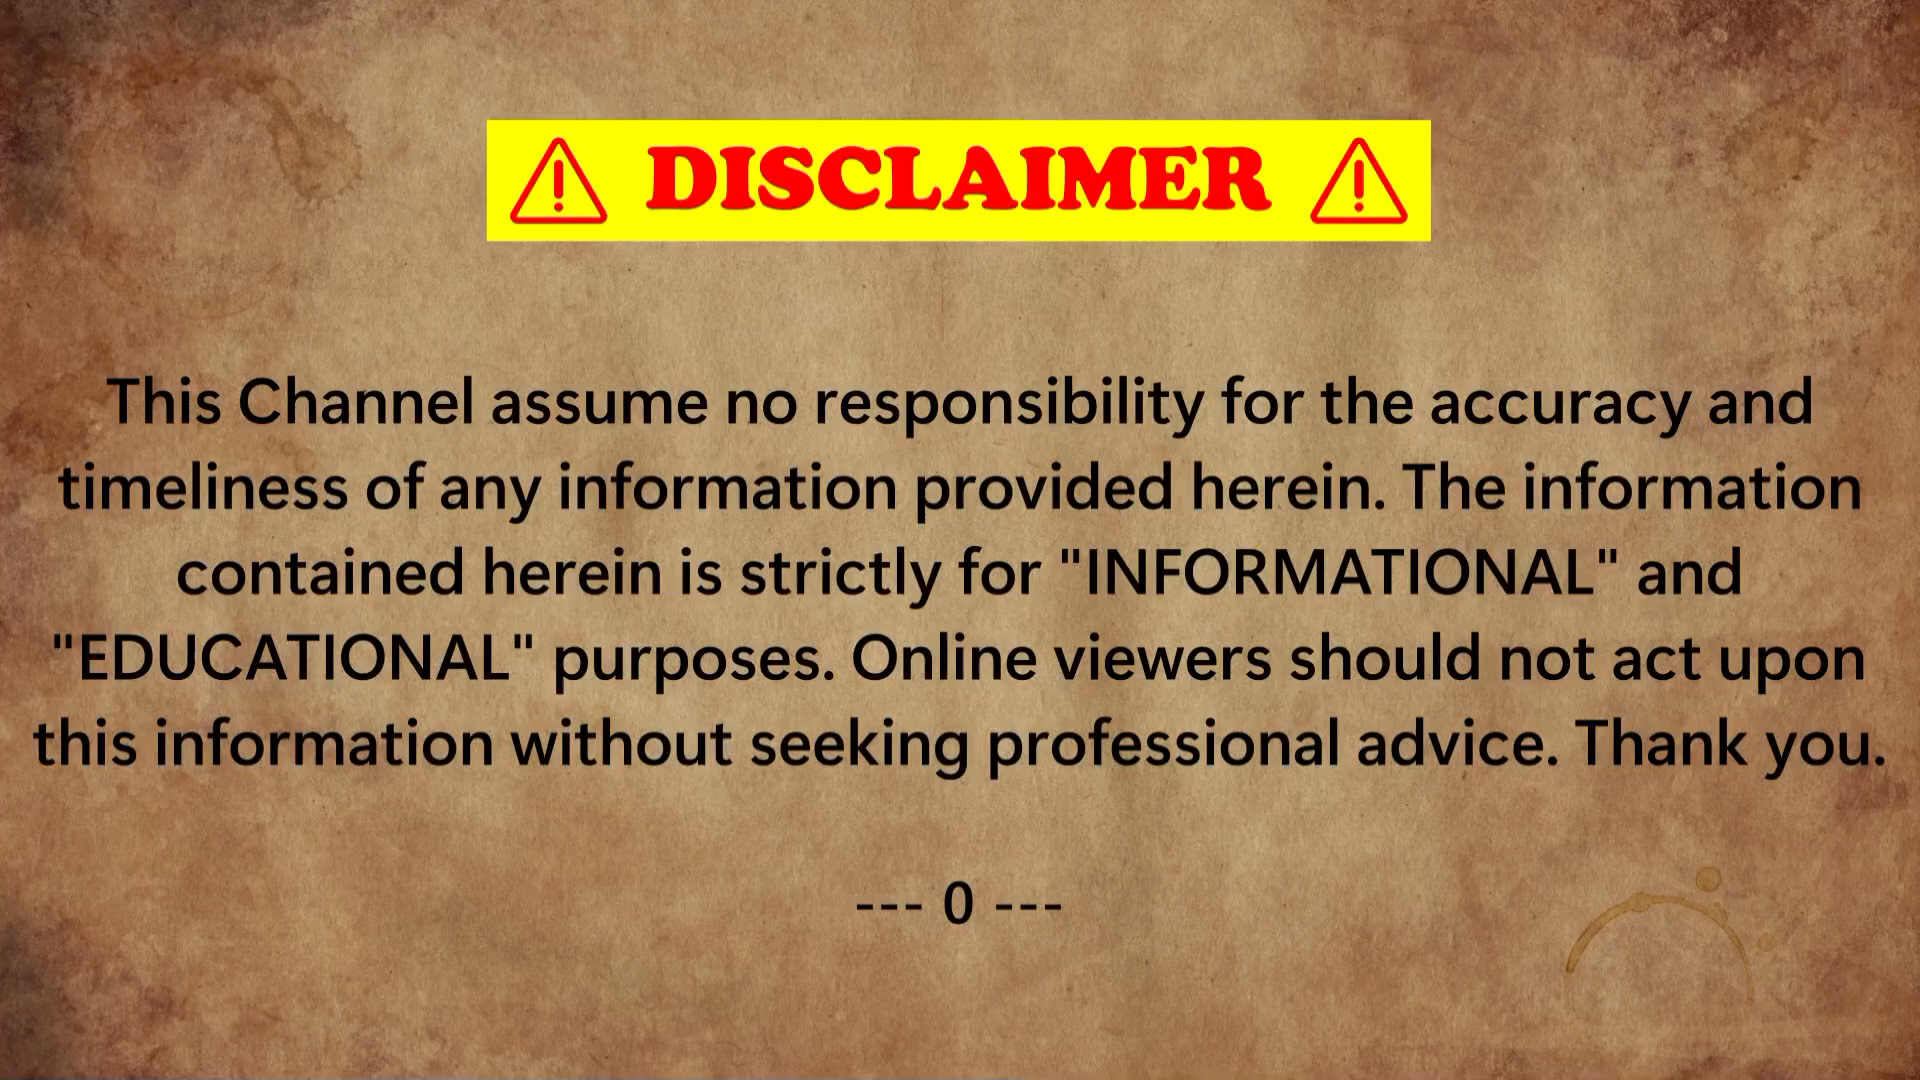 DISCLAIMER
This Channel assume no responsibility for the accuracy and
timeliness of any information provided herein. The information
contained herein is strictly for "INFORMATIONAL" and
"EDUCATIONAL" purposes. Online viewers should not act upon
this information without seeking professional advice. Thank you.
--- 0 ---